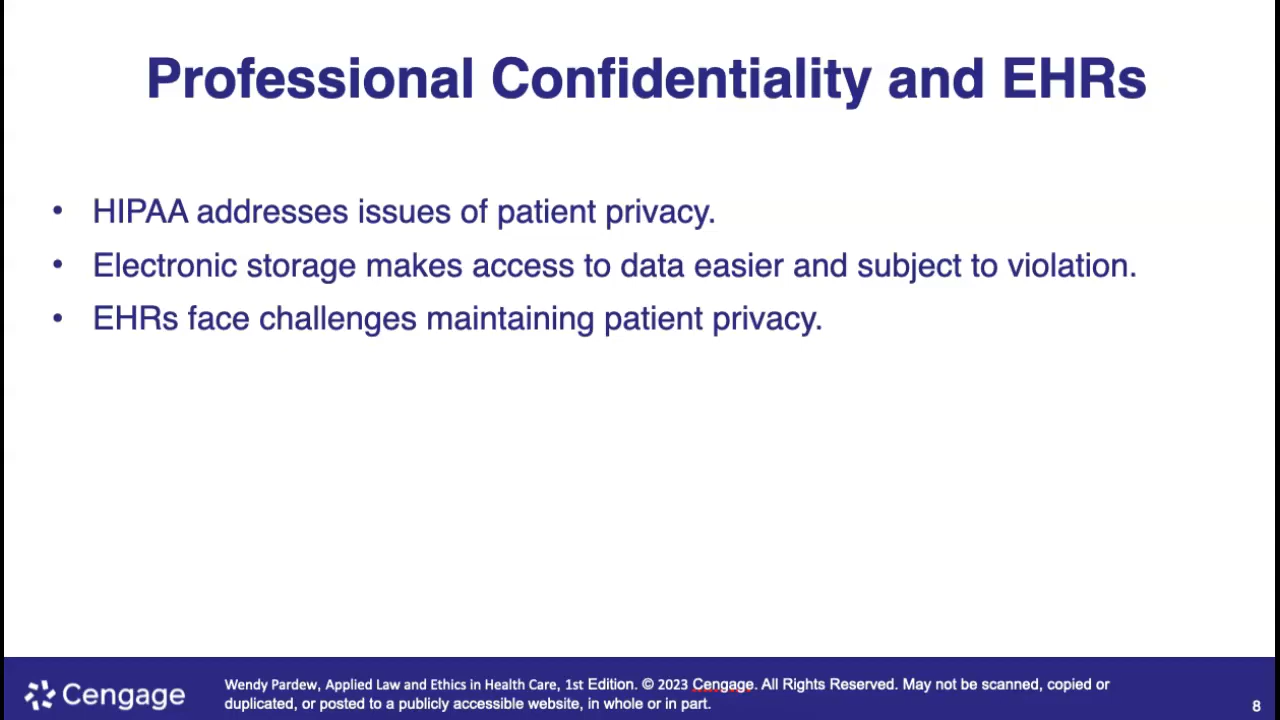 Professional Confidentiality and EHRs
• HIPAA addresses issues of patient privacy.
• Electronic storage makes access to data easier and subject to violation.
• EHRs face challenges maintaining patient privacy.
Cengage
Wendy Pardew, Applied Law and Ethics in Health Care, 1st Edition. © 2023 Cengage. All Rights Reserved. May not be scanned, copied or
duplicated, or posted to a publicly accessible website, in whole or in part.
8